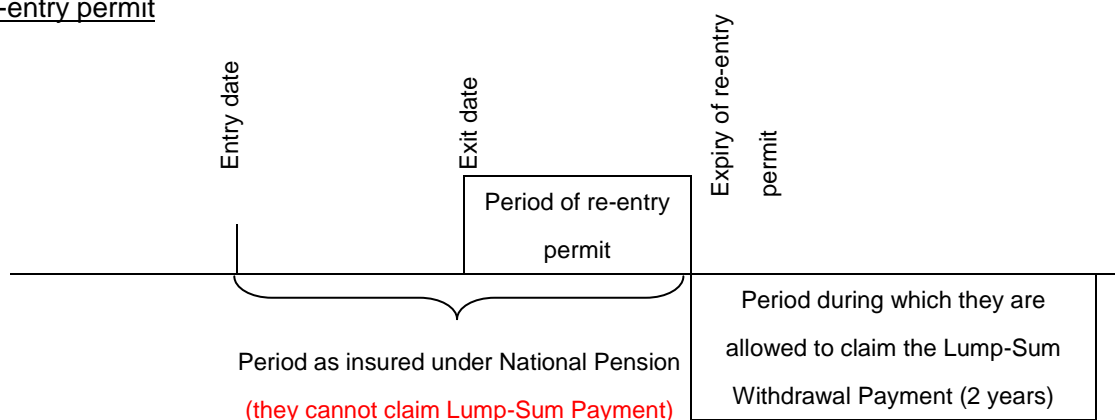 -entry permit
Entry date
Exit date
Expiry of re-entry
permit
Period of re-entry
permit
Period as insured under National Pension
(they cannot claim Lump-Sum Payment)
Period during which they are
allowed to claim the Lump-Sum
Withdrawal Payment (2 years)